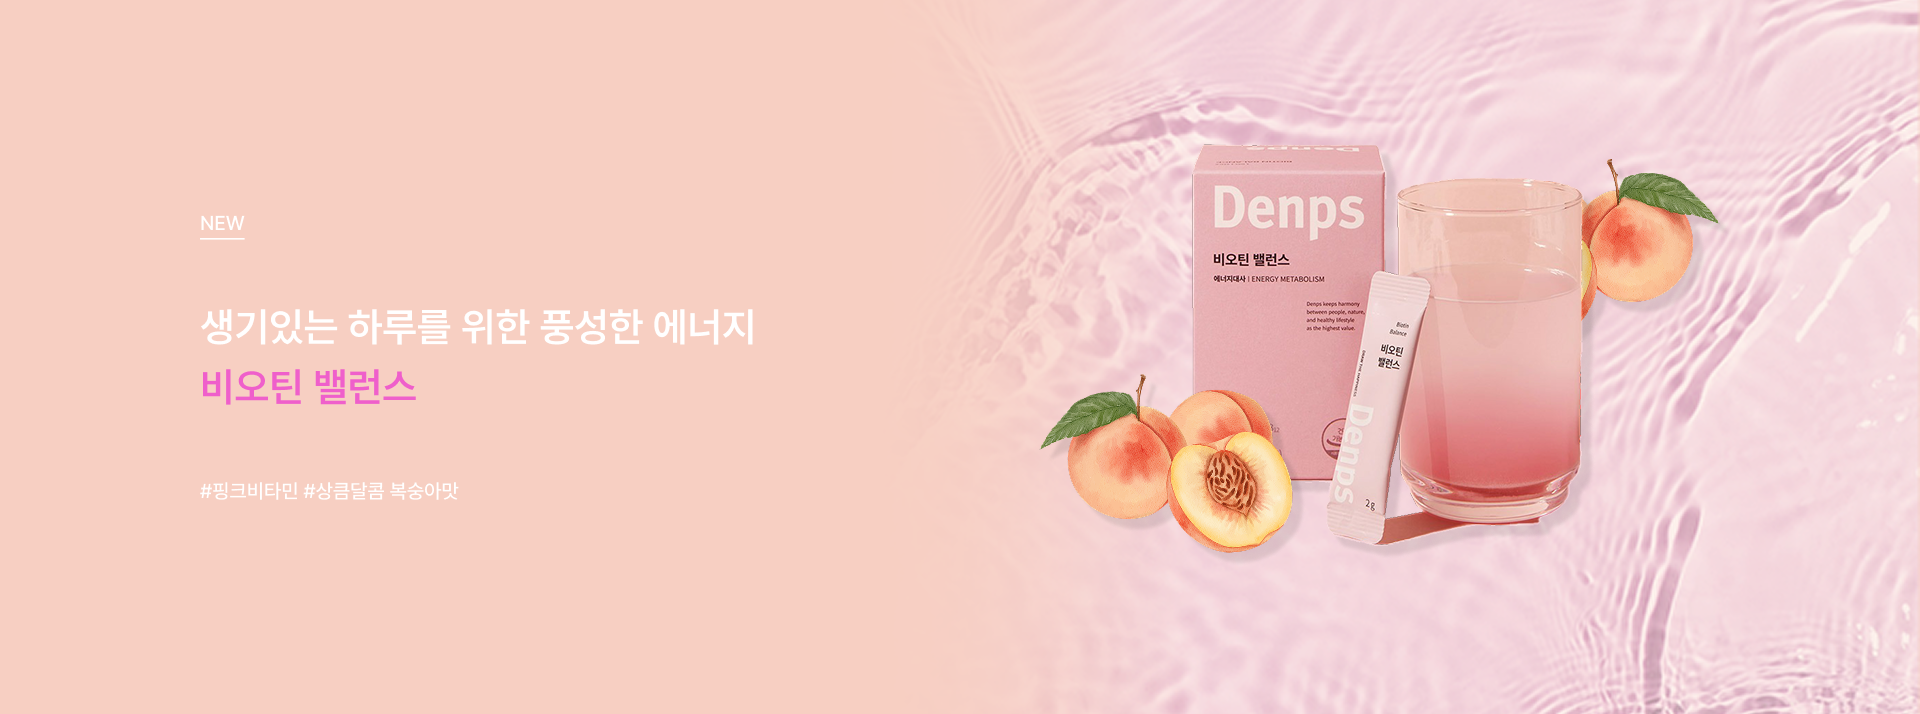 NEW
생기있는 하루를 위한 풍성한 에너지
비오틴 밸런스
#핑크비타민 #상큼달콤 복숭아맛
Denps
Denps
비오틴 밸런스
에너지대사 | ENERGY METABOLISM
Denps keeps harmony
between people, nature,
and healthy lifestyle
as the highest value.
Biotin
Balance
비오틴
밸런스
Denps
2g